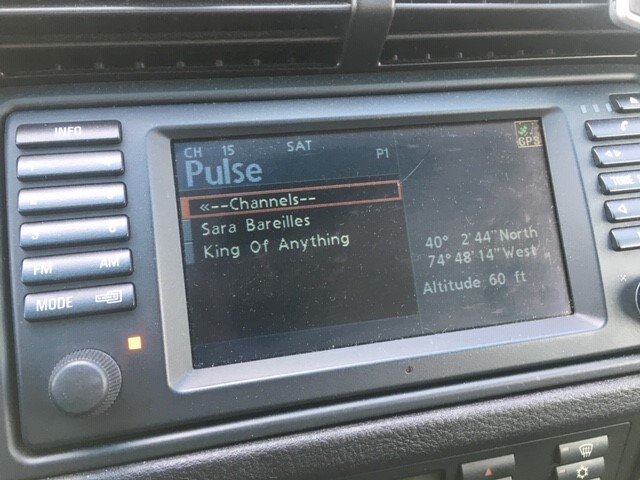 INFO
CH 15 SAT
Pulse
P1
GPS
«--Channels--
Sara Bareilles
King Of Anything
40° 2'44"North
74°48'14"West
Altitude 60 ft
FM AM
MODE